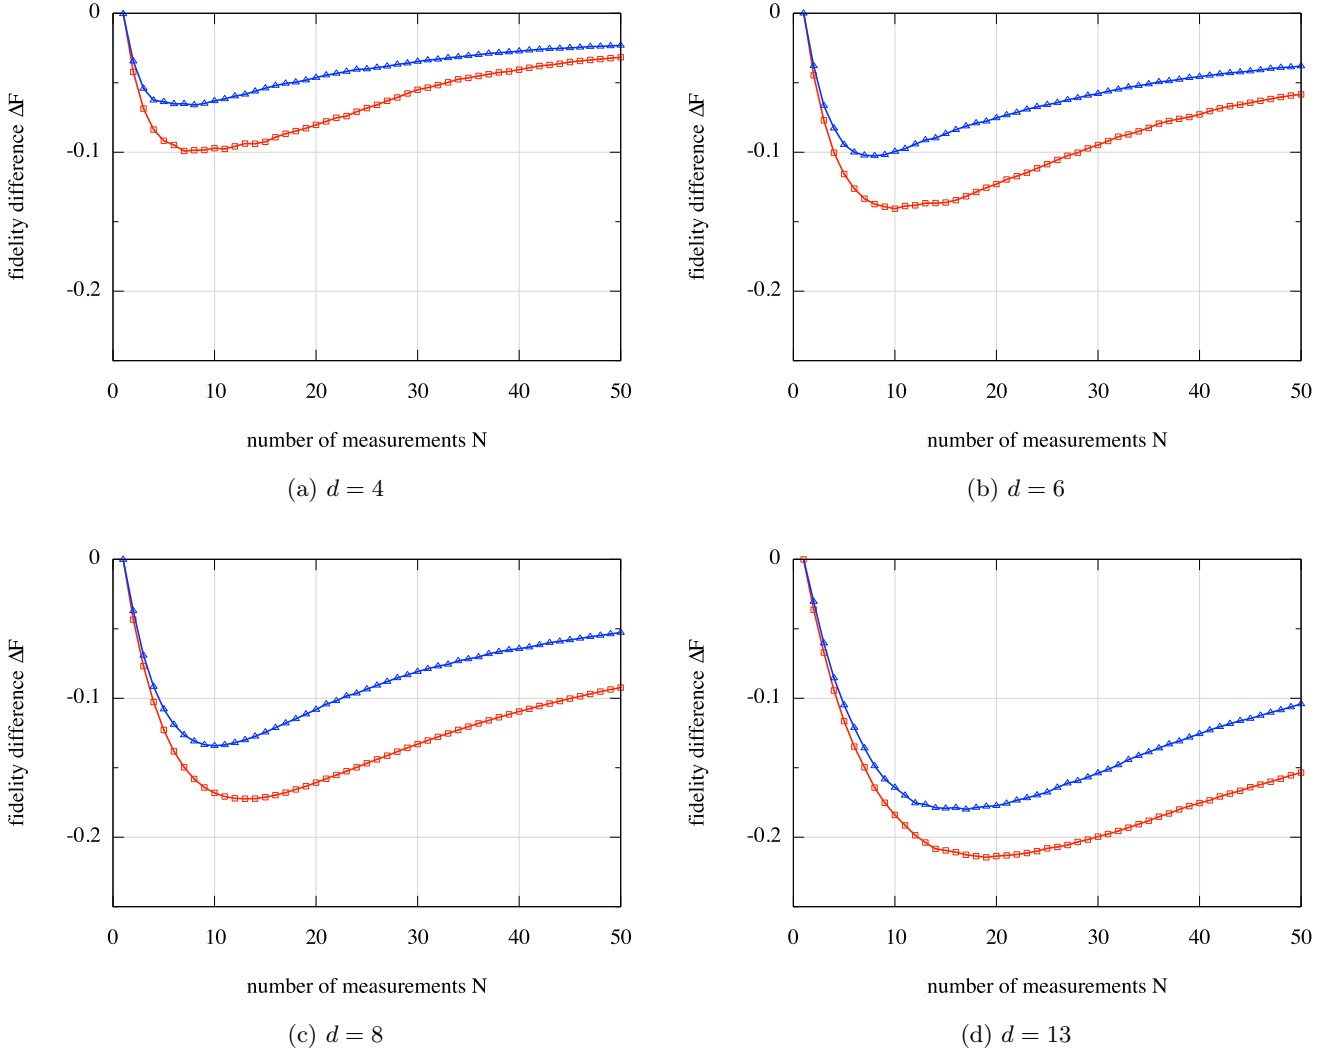 0
-0.1
-0.2
fidelity difference ΔF
0 10 20 30 40 50
number of measurements N
(a) d = 4
0
-0.1
-0.2
fidelity difference ΔF
0 10 20 30 40 50
number of measurements N
(b) d = 6
0
-0.1
-0.2
fidelity difference ΔF
0 10 20 30 40 50
number of measurements N
(c) d = 8
0
-0.1
-0.2
fidelity difference ΔF
0 10 20 30 40 50
number of measurements N
(d) d = 13